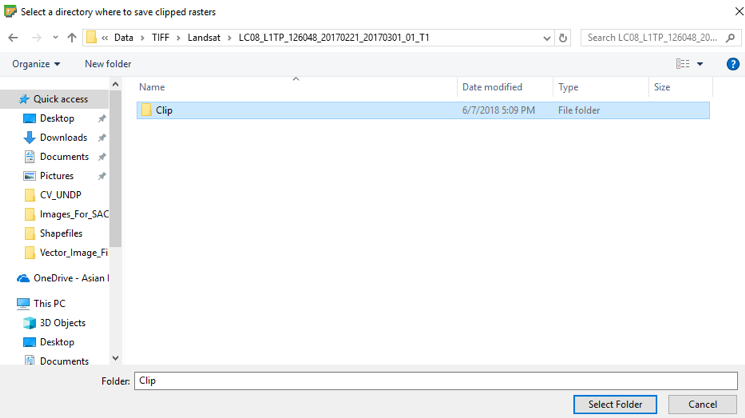 Select a directory where to save clipped rasters
« Data › TIFF › Landsat › LC08_L1TP_126048_20170221_20170301_01_T1
Search LC08_L1TP_126048_20...
Organize
New folder
Name
Date modified
Type
Size
Quick access
Desktop
Downloads
Documents
Pictures
CV_UNDP
Images_For_SAC
Shapefiles
Vector_Image_Fi
OneDrive - Asian
This PC
3D Objects
Desktop
Documents
Clip
6/7/2018 5:09 PM
File folder
Folder: Clip
Select Folder
Cancel